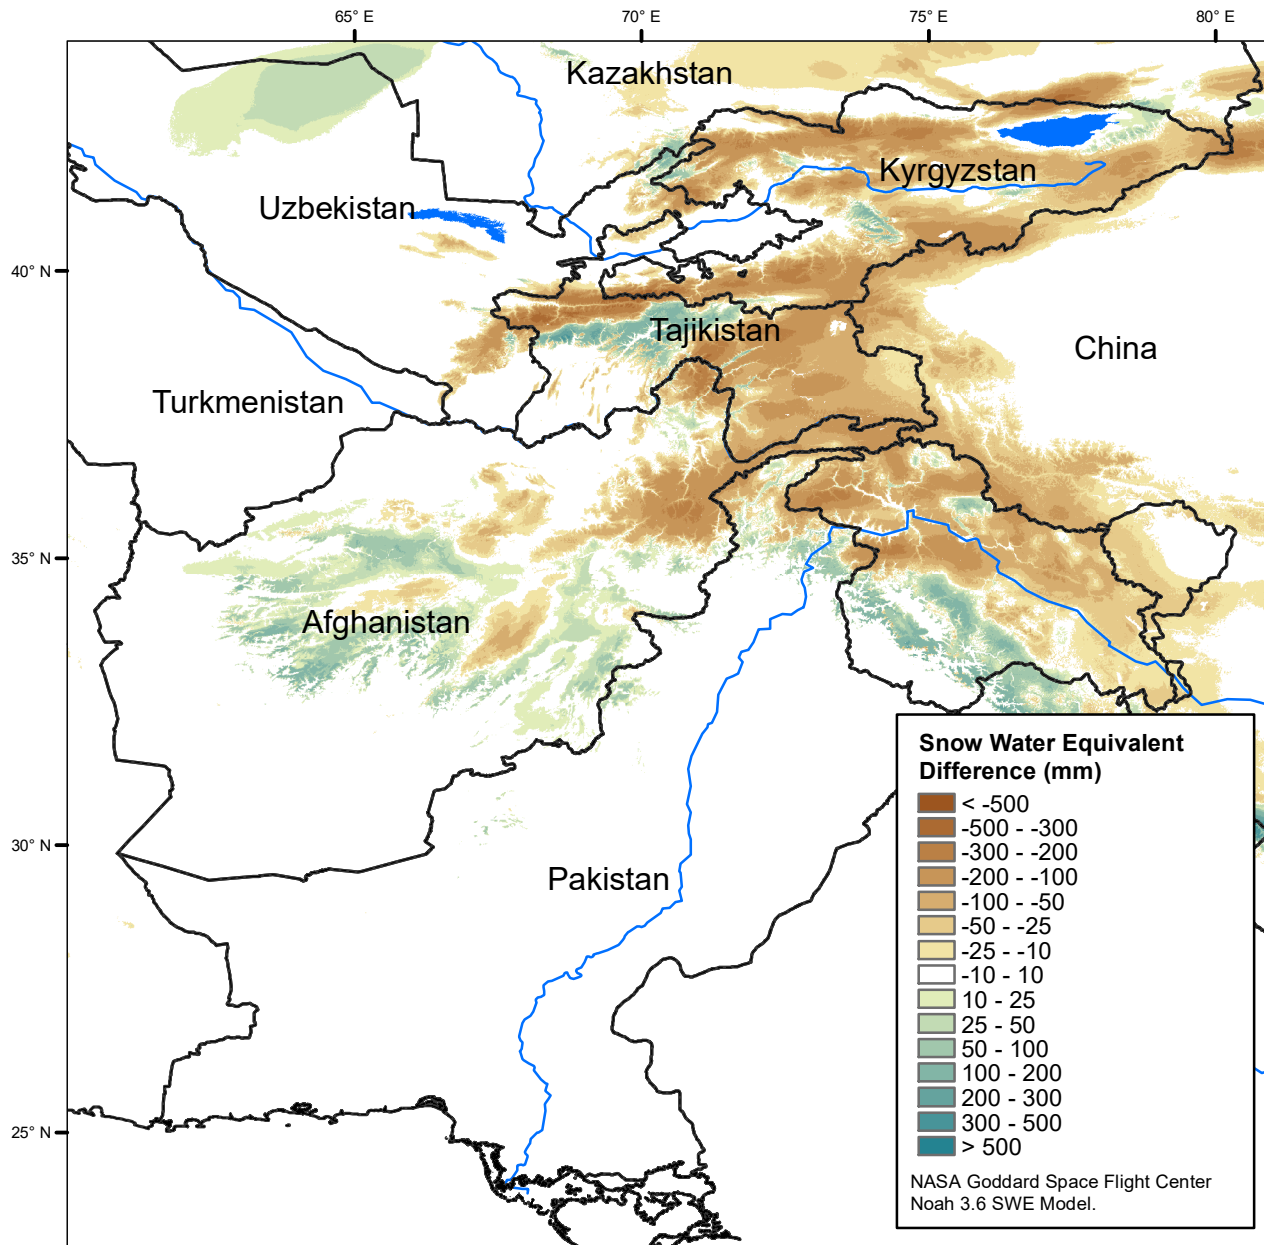 65° E
70° E
75° E
80° E
Kazakhstan
Kyrgyzstan
Uzbekistan
40° N
Tajikistan
China
Turkmenistan
35° N
Afghanistan
Snow Water Equivalent
Difference (mm)
< -500
-500 - -300
-300 - -200
-200 - -100
-100 - -50
-50 - -25
-25 - -10
-10 - 10
10 - 25
25 - 50
50 - 100
100 - 200
200 - 300
300 - 500
> 500
30° N
Pakistan
25° N
NASA Goddard Space Flight Center
Noah 3.6 SWE Model.